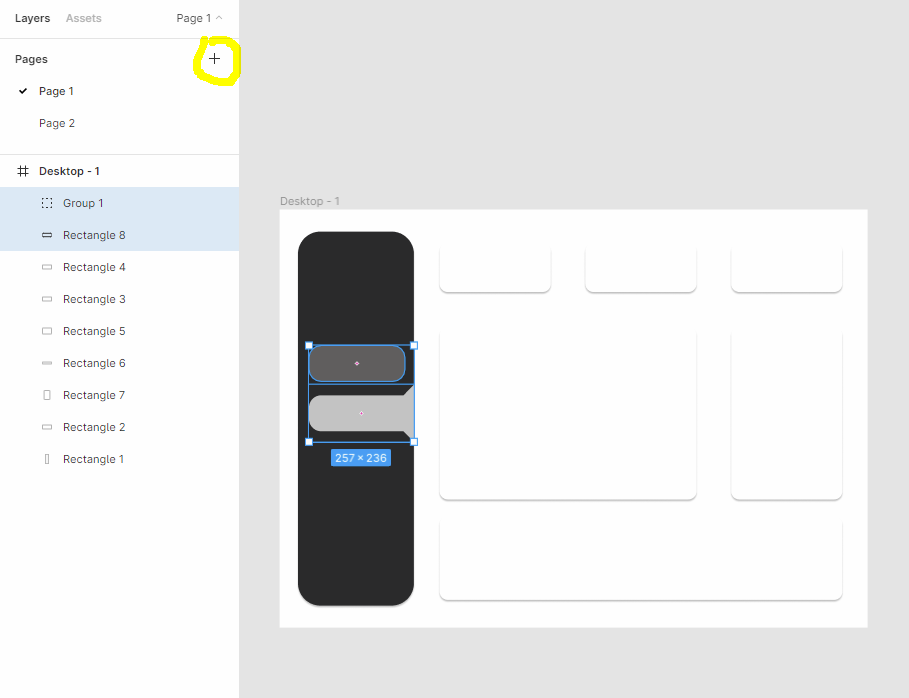 Layers Assets Page 1
Pages
Page 1
Page 2
Desktop - 1
Group 1
Rectangle 8
Rectangle 4
Rectangle 3
Rectangle 5
Rectangle 6
Rectangle 7
Rectangle 2
Rectangle 1
Desktop - 1
257 × 236